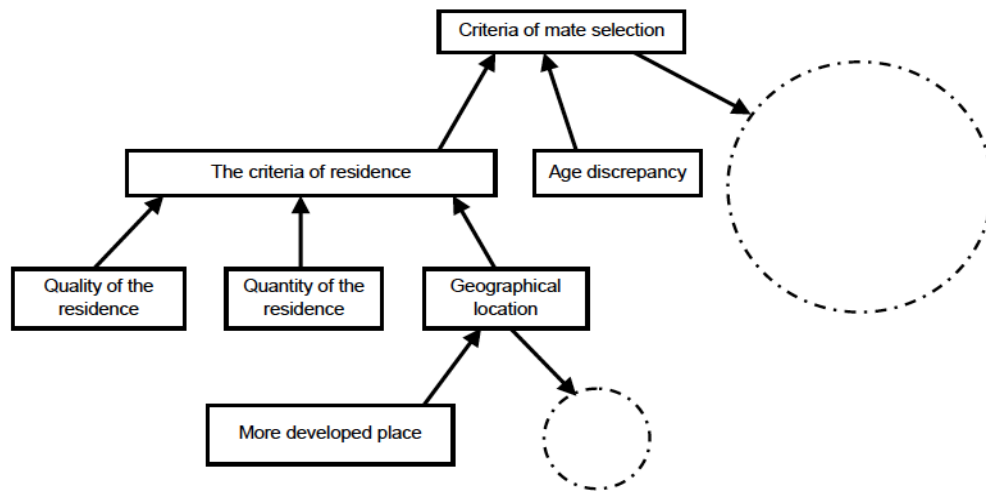 Criteria of mate selection
The criteria of residence
Age discrepancy
Quality of the
residence
Quantity of the
residence
Geographical
location
More developed place